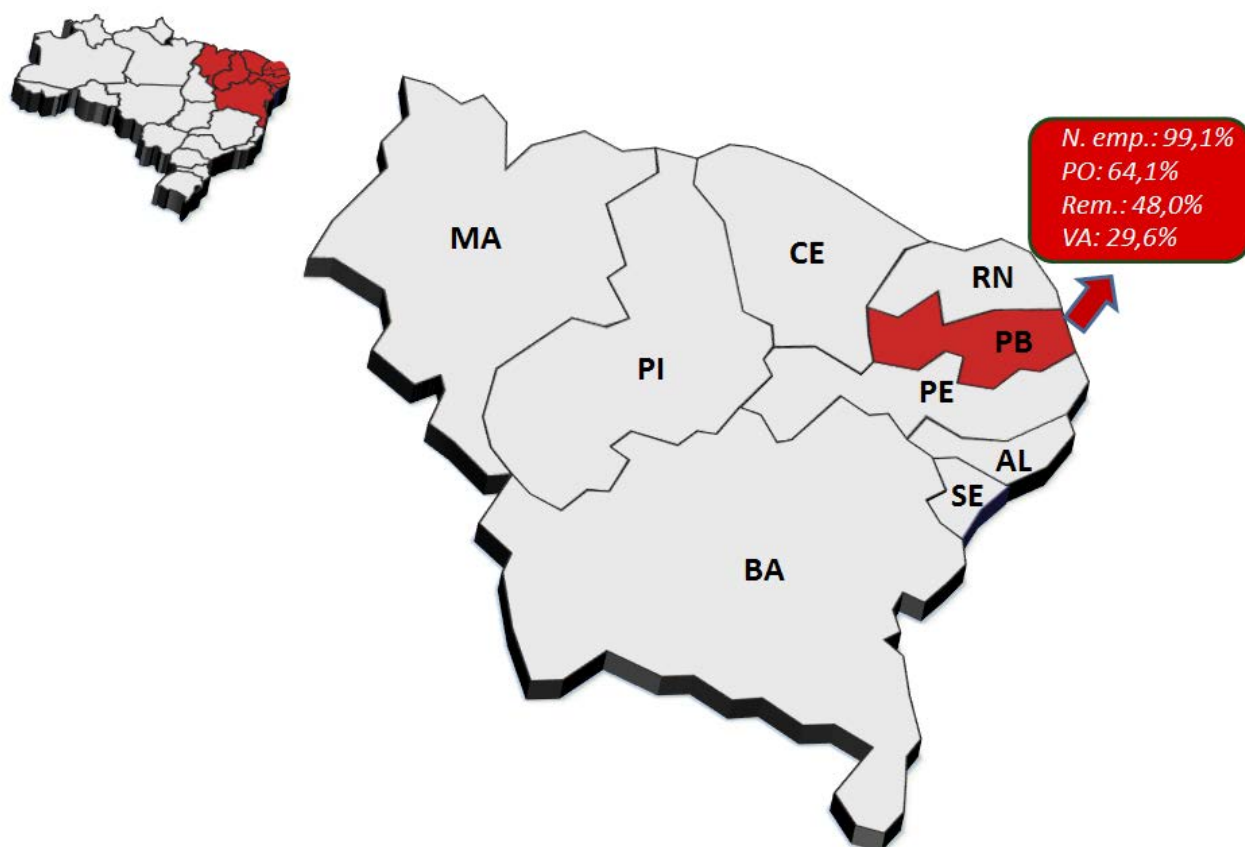 N. emp.: 99,1%
PO: 64,1%
Rem.: 48,0%
VA: 29,6%
MA
CE
RN
PB
PI
PE
AL
SE
BA